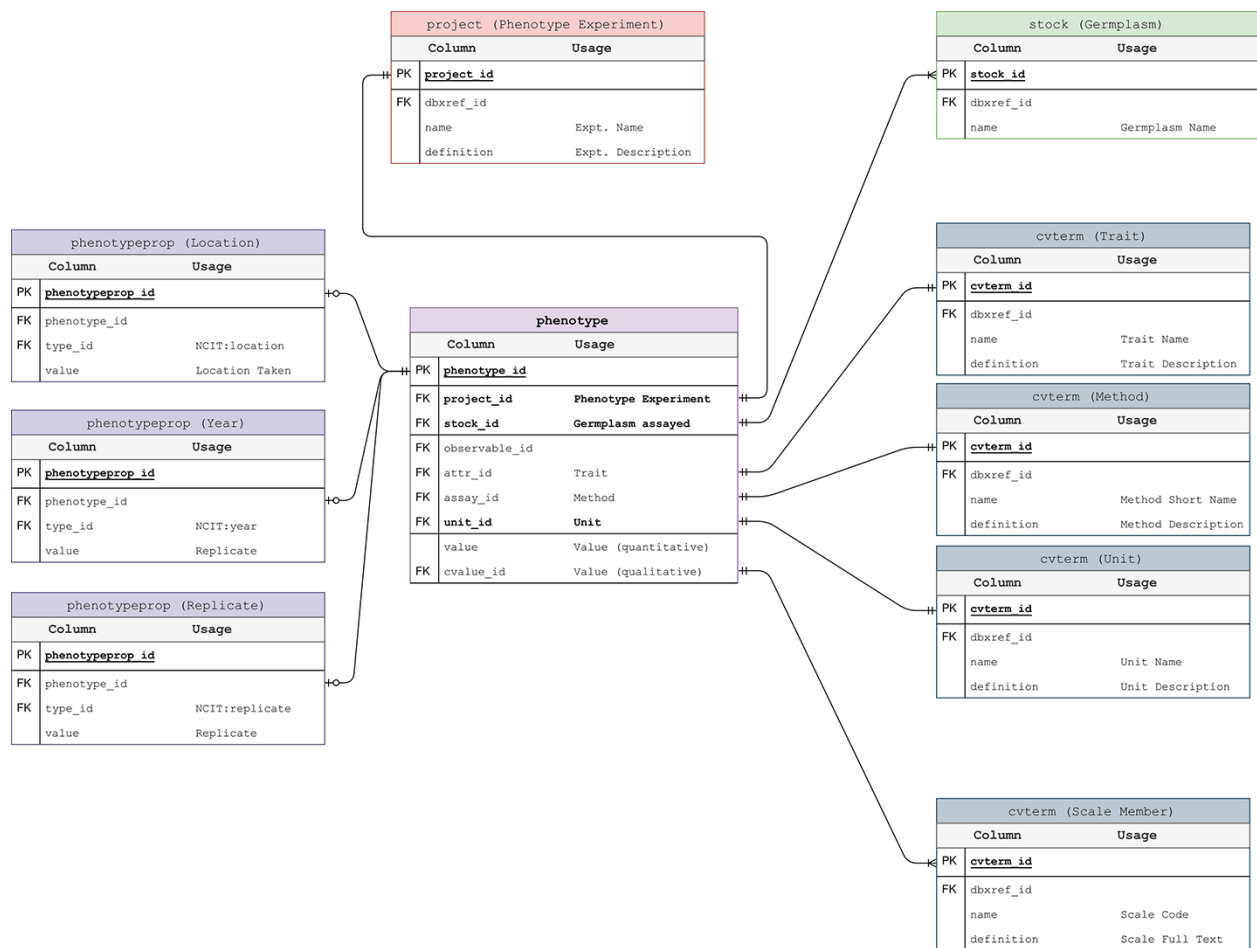 project (Phenotype Experiment)
Column Usage
PK project_id
FK dbxref_id
name Expt. Name
definition Expt. Description
stock (Germplasm)
Column Usage
PK stock_id
FK dbxref_id
name Germplasm Name
phenotypeprop (Location)
Column Usage
PK phenotypeprop_id
FK phenotype_id
FK type_id NCIT:location
value Location Taken
phenotypeprop (Year)
Column Usage
PK phenotypeprop_id
FK phenotype_id
FK type_id NCIT:year
value Replicate
phenotypeprop (Replicate)
Column Usage
PK phenotypeprop_id
FK phenotype_id
FK type_id NCIT:replicate
value Replicate
phenotype
Column Usage
PK phenotype_id
FK project_id Phenotype Experiment
FK stock_id Germplasm assayed
FK observable_id
FK attr_id Trait
FK assay_id Method
FK unit_id Unit
value Value (quantitative)
FK cvalue_id Value (qualitative)
cvterm (Trait)
Column Usage
PK cvterm_id
FK dbxref_id
name Trait Name
definition Trait Description
cvterm (Method)
Column Usage
PK cvterm_id
FK dbxref_id
name Method Short Name
definition Method Description
cvterm (Unit)
Column Usage
PK cvterm_id
FK dbxref_id
name Unit Name
definition Unit Description
cvterm (Scale Member)
Column Usage
PK cvterm_id
FK dbxref_id
name Scale Code
definition Scale Full Text